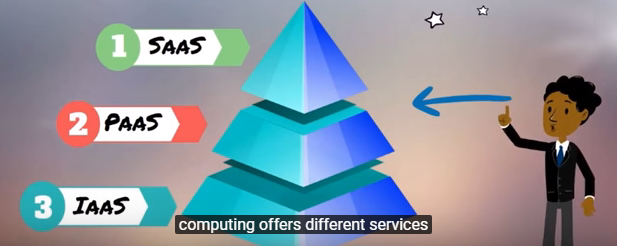 1 SaaS
2 PaaS
3 IaaS
computing offers different services